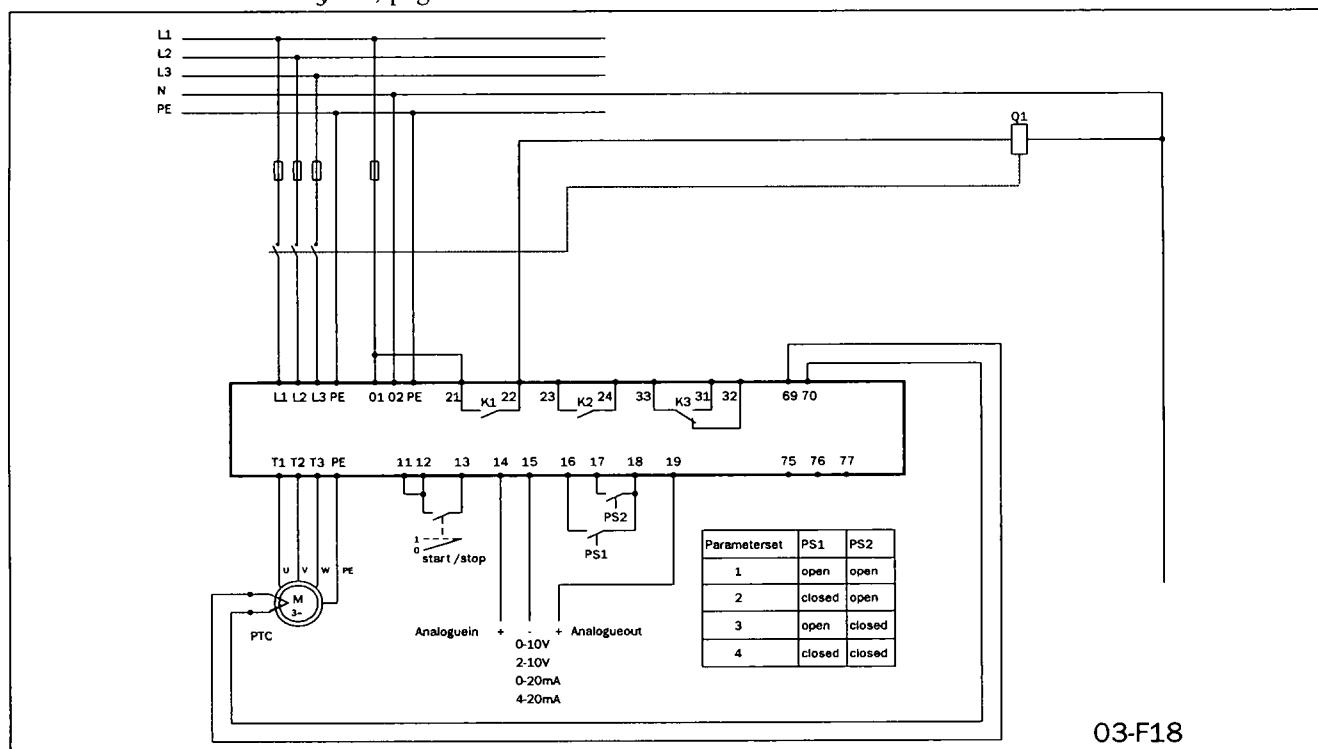 L1
L2
L3
N
PE
Q1
L1 L2 L3 PE 01 02 PE 21 K1 22 23 K2 24 33 K3 31 32 69 70
T1 T2 T3 PE 11 12 13 14 15 16 17 18 19 75 76 77
PS2
PS1
1
0
start/stop
U V W PE
M
3~
PTC
Analoguein + - + Analogueout
0-10V
2-10V
0-20mA
4-20mA
Parameterset PS1 PS2
1 open open
2 closed open
3 open closed
4 closed closed
03-F18